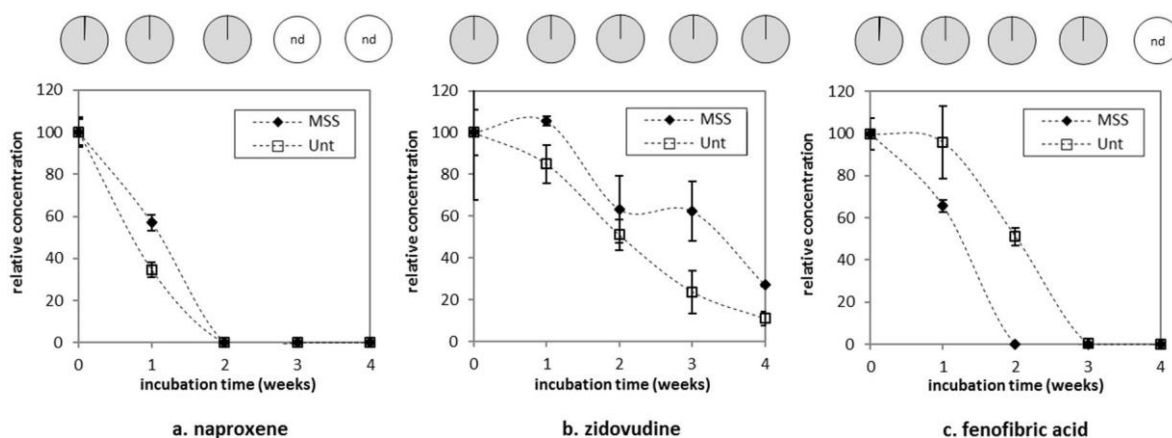 nd nd
nd
120
100
80
60
40
20
0
relative concentration
MSS
Unt
0 1 2 3 4
incubation time (weeks)
a. naproxene
120
100
80
60
40
20
0
relative concentration
MSS
Unt
0 1 2 3 4
incubation time (weeks)
b. zidovudine
120
100
80
60
40
20
0
relative concentration
MSS
Unt
0 1 2 3 4
incubation time (weeks)
c. fenofibric acid